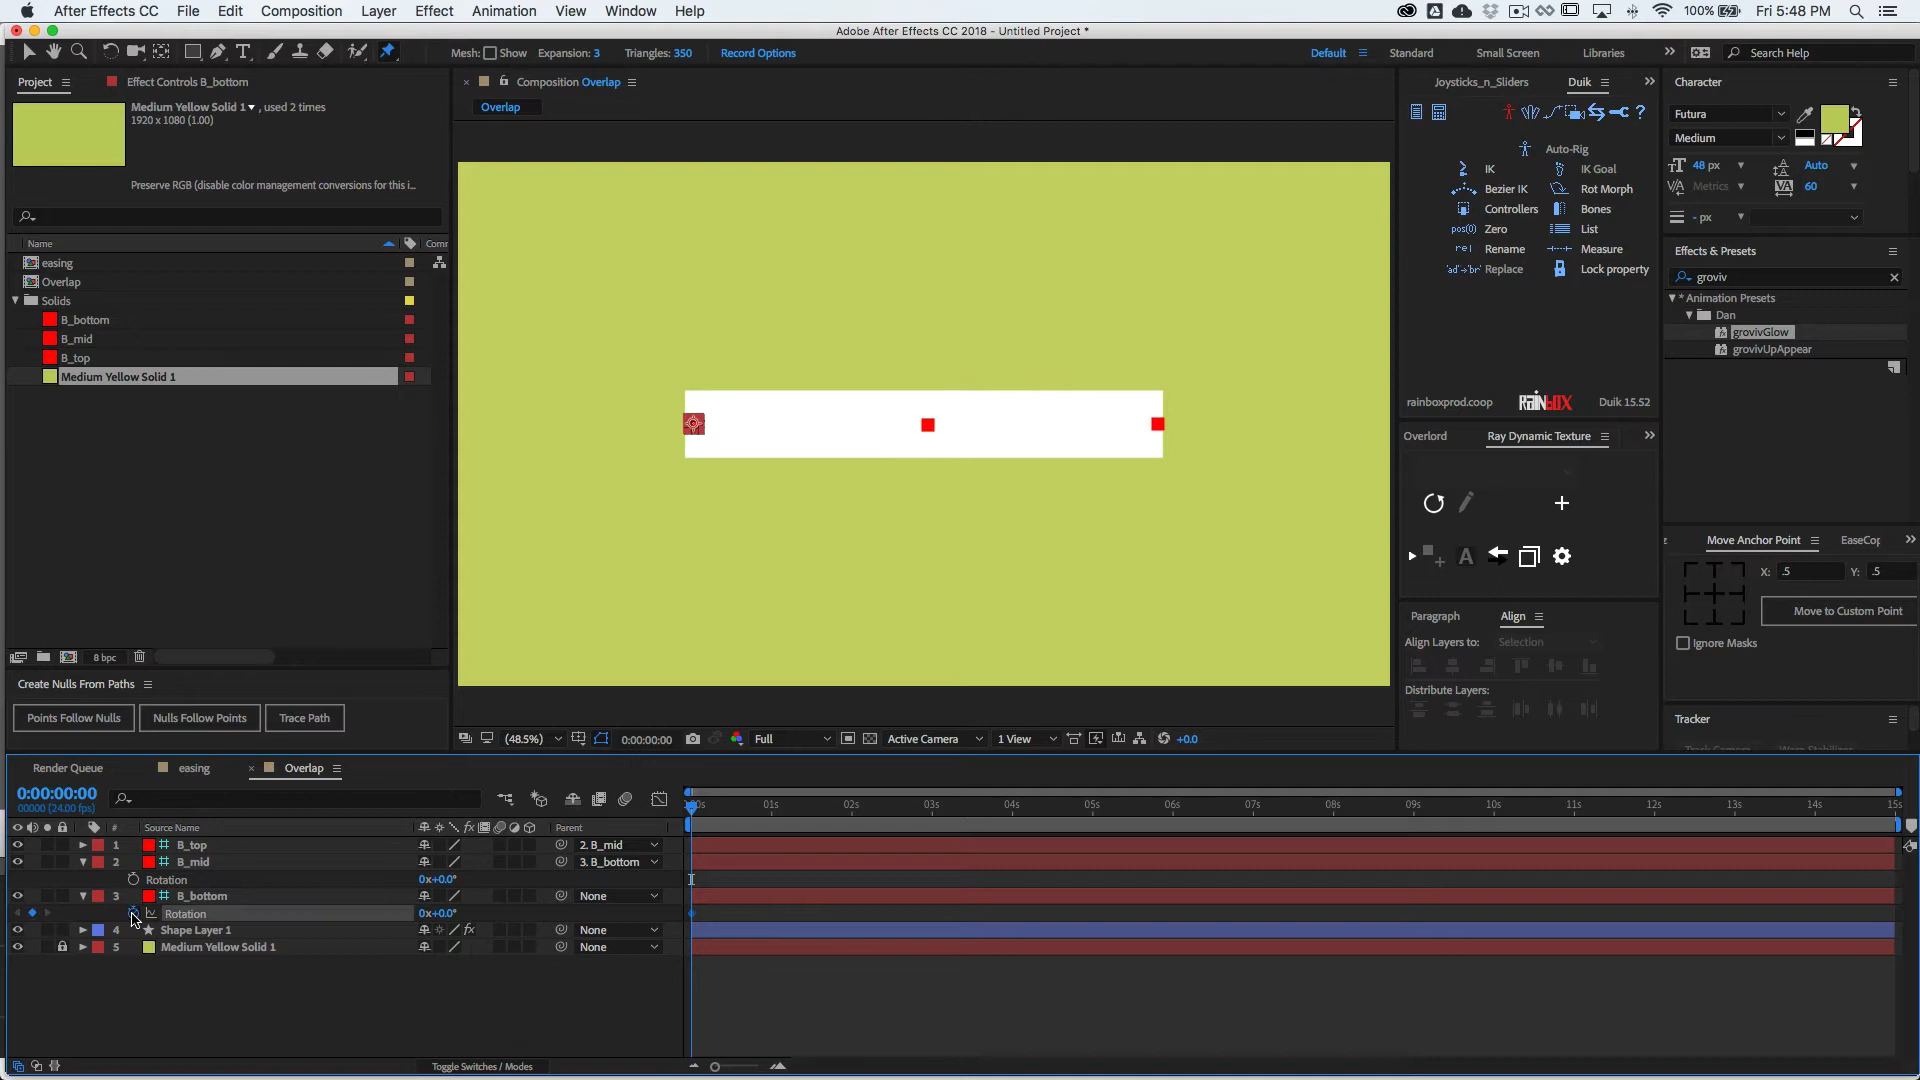 After Effects CC File Edit Composition Layer Effect Animation View Window Help
100% Fri 5:48 PM
Adobe After Effects CC 2018 - Untitled Project *
Mesh: Show Expansion: 3 Triangles: 350 Record Options
Default Standard Small Screen Libraries Search Help
Project Effect Controls B_bottom
Medium Yellow Solid 1 , used 2 times
1920 x 1080 (1.00)
Preserve RGB (disable color management conversions for this i...
Name Comm
easing
Overlap
Solids
B_bottom
B_mid
B_top
Medium Yellow Solid 1
8 bpc
Create Nulls From Paths
Points Follow Nulls Nulls Follow Points Trace Path
Composition Overlap
Overlap
(48.5%) 0:00:00:00 Full Active Camera 1 View +0.0
Joysticks_n_Sliders Duik
Auto-Rig
IK IK Goal
Bezier IK Rot Morph
Controllers Bones
pos(0) Zero List
Rename Measure
Replace Lock property
rainboxprod.coop RAINBOX Duik 15.52
Overlord Ray Dynamic Texture
Paragraph Align
Align Layers to: Selection
Distribute Layers:
Character
Futura
Medium
48 px Auto
Metrics 60
- px
Effects & Presets
groviv
* Animation Presets
Dan
grovivGlow
grovivUpAppear
Move Anchor Point EaseCop
X: .5 Y: .5
Move to Custom Point
Ignore Masks
Tracker
Render Queue easing Overlap
0:00:00:00
00000 (24.00 fps)
01s 02s 03s 04s 05s 06s 07s 08s 09s 10s 11s 12s 13s 14s 15s
# Source Name fx Parent
1 B_top 2. B_mid
2 B_mid 3. B_bottom
Rotation 0x+0.0°
3 B_bottom None
Rotation 0x+0.0°
4 Shape Layer 1 fx None
5 Medium Yellow Solid 1 None
Toggle Switches / Modes